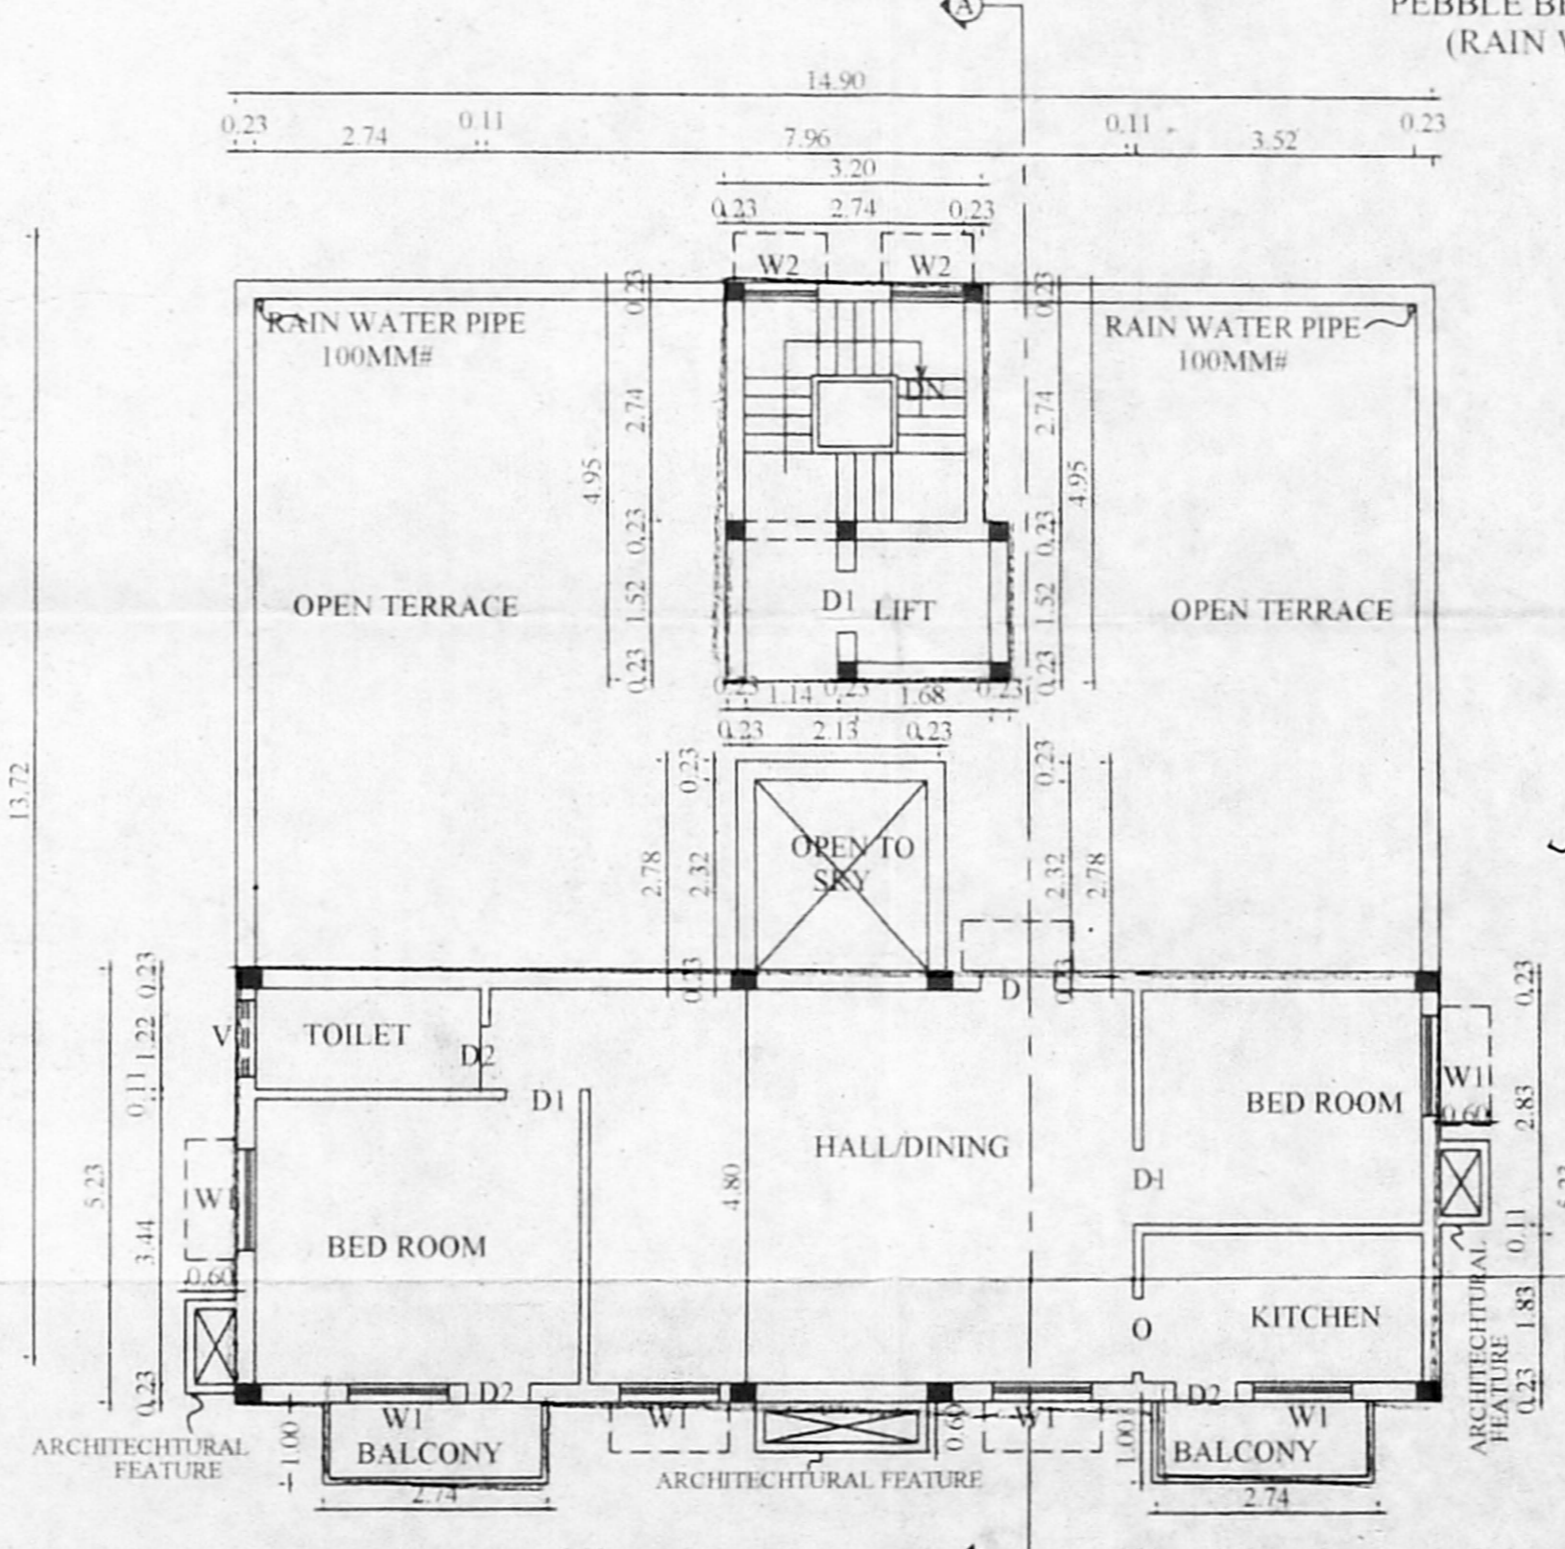 A
PEBBLE B
(RAIN
14.90
0.23
2.74
0.11
7.96
0.11
3.52
0.23
3.20
0.23
2.74
0.23
W2
W2
RAIN WATER PIPE
100MM#
RAIN WATER PIPE
100MM#
0.23
2.74
4.95
0.23
1.52
0.23
DN
0.23
2.74
4.95
0.23
1.52
0.23
OPEN TERRACE
D1
LIFT
OPEN TERRACE
0.23
1.14
0.23
1.68
0.23
0.23
2.13
0.23
13.72
0.23
2.78
2.32
0.23
OPEN TO
SKY
0.23
2.32
2.78
0.23
D
0.23
1.22
0.11
5.23
3.44
0.23
V
TOILET
D2
D1
HALL/DINING
4.80
BED ROOM
W1
0.60
D1
0.23
2.83
0.11
1.83
0.23
W1
0.60
BED ROOM
O
KITCHEN
D2
W1
BALCONY
1.00
2.74
W1
0.60
W1
D2
W1
BALCONY
1.00
2.74
ARCHITECHTURAL
FEATURE
ARCHITECHTURAL FEATURE
ARCHITECHTURAL
FEATURE